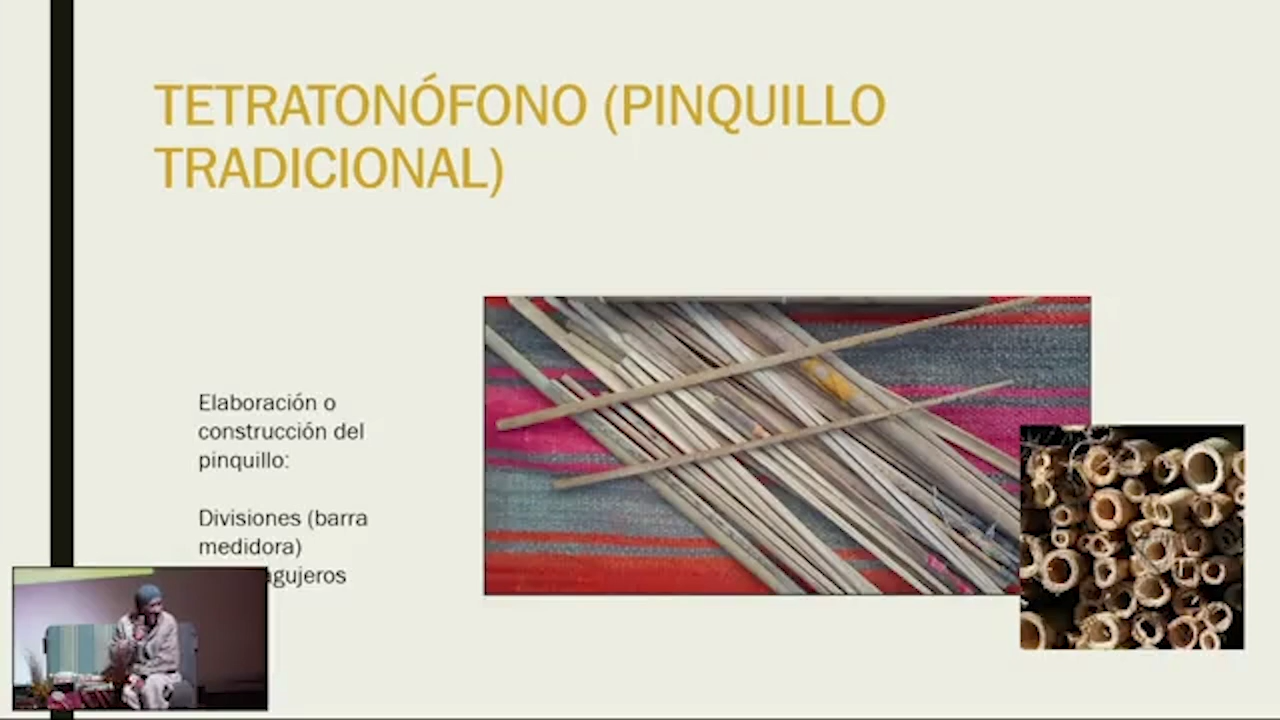 TETRATONÓFONO (PINQUILLO
TRADICIONAL)
Elaboración o
construcción del
pinquillo:
Divisiones (barra
medidora)
agujeros